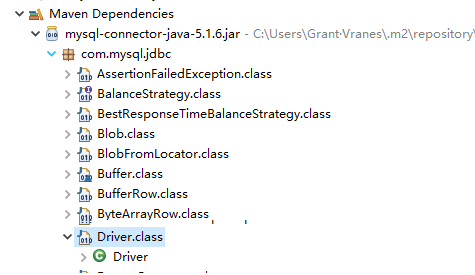 Maven Dependencies
mysql-connector-java-5.1.6.jar - C:\Users\Grant·Vranes\.m2\repository\
com.mysql.jdbc
AssertionFailedException.class
BalanceStrategy.class
BestResponseTimeBalanceStrategy.class
Blob.class
BlobFromLocator.class
Buffer.class
BufferRow.class
ByteArrayRow.class
Driver.class
Driver